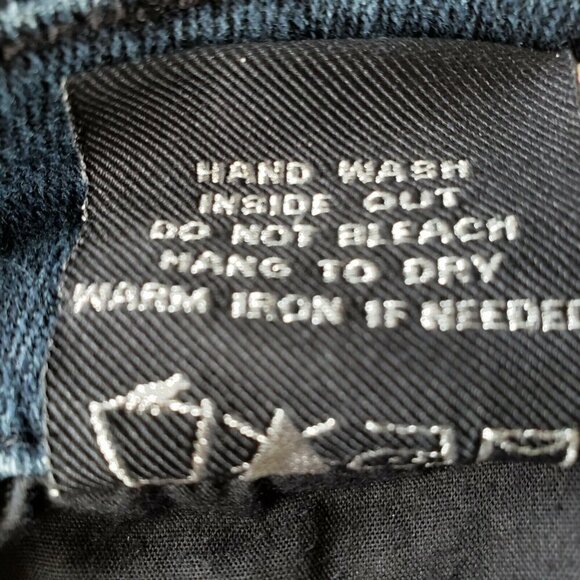 HAND WASH
INSIDE OUT
DO NOT BLEACH
HANG TO DRY
WARM IRON IF NEEDED